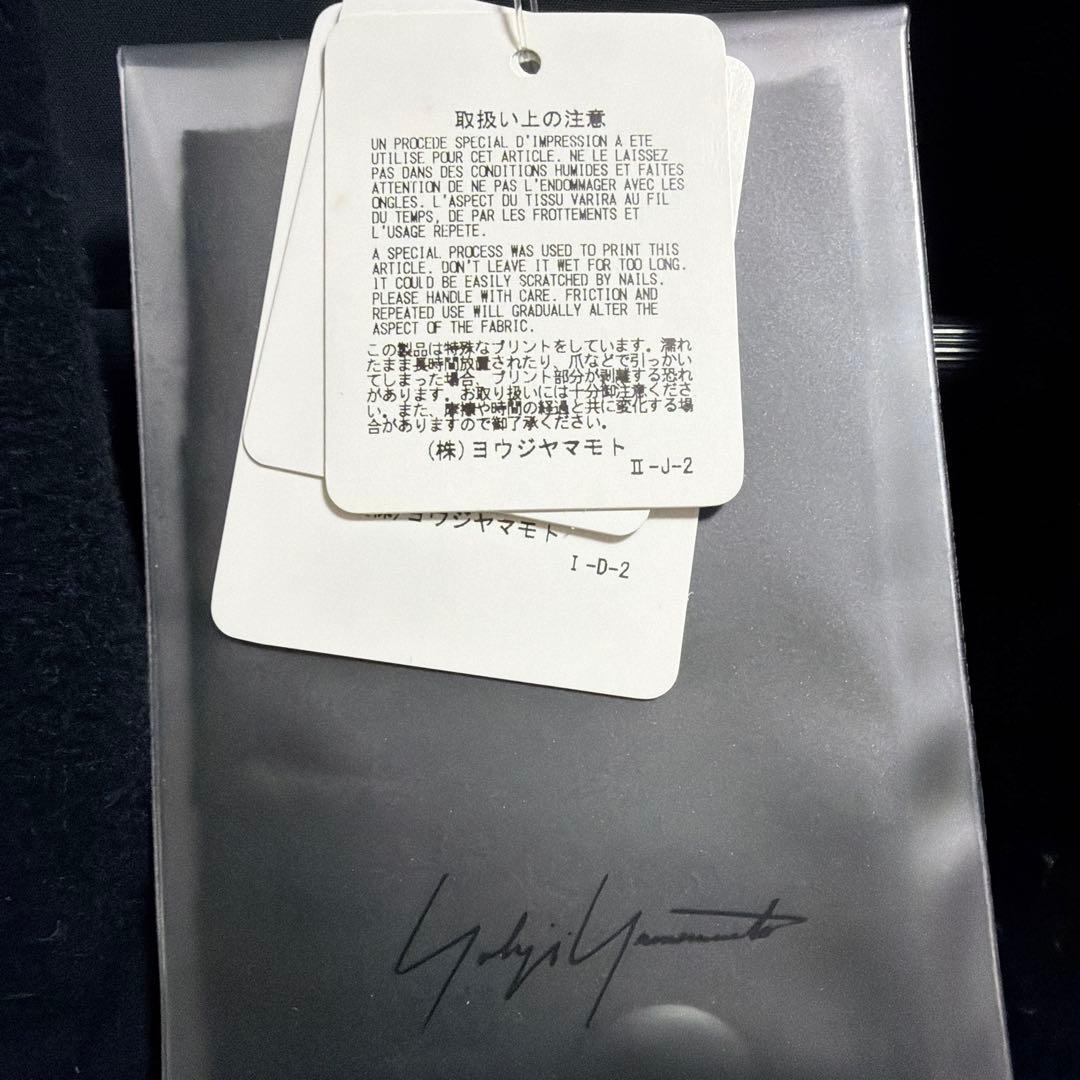 取扱い上の注意
UN PROCEDE SPECIAL D'IMPRESSION A ETE
UTILISE POUR CET ARTICLE. NE LE LAISSEZ
PAS DANS DES CONDITIONS HUMIDES ET FAITES
ATTENTION DE NE PAS L'ENDOMMAGER AVEC LES
ONGLES. L'ASPECT DU TISSU VARIRA AU FIL
DU TEMPS, DE PAR LES FROTTEMENTS ET
L'USAGE REPETE.
A SPECIAL PROCESS WAS USED TO PRINT THIS
ARTICLE. DON'T LEAVE IT WET FOR TOO LONG.
IT COULD BE EASILY SCRATCHED BY NAILS.
PLEASE HANDLE WITH CARE. FRICTION AND
REPEATED USE WILL GRADUALLY ALTER THE
ASPECT OF THE FABRIC.
この製品は特殊なプリントをしています。濡れ
たまま長時間放置されたり、爪などで引っかい
てしまった場合、プリント部分が剥離する恐れ
があります。お取り扱いには十分御注意くださ
い。また、摩擦や時間の経過と共に変化する場
合がありますので御了承ください。
(株)ヨウジヤマモト
II-J-2
(株)ヨウジヤマモト
I-D-2
Yohji Yamamoto